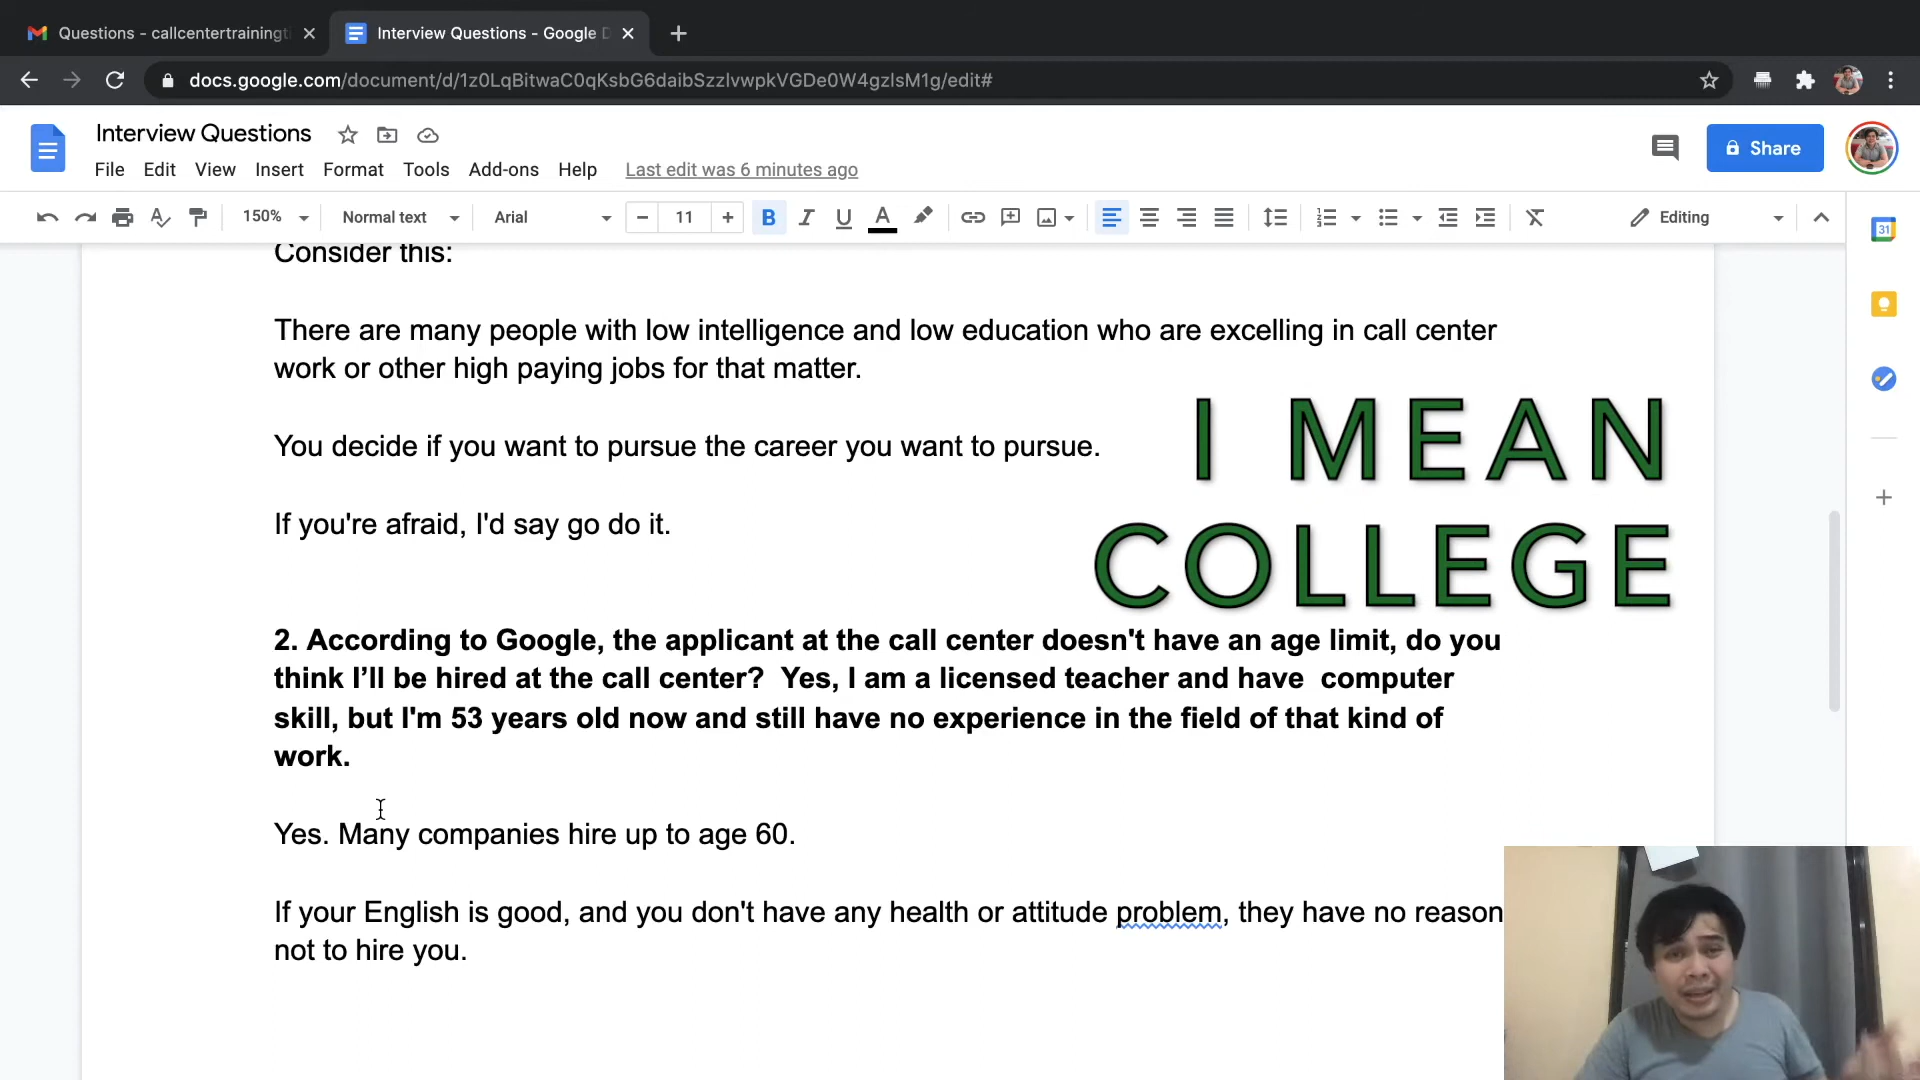 Questions - callcentertrainingti
Interview Questions - Google D
docs.google.com/document/d/1z0LqBitwaC0qKsbG6daibSzzlvwpkVGDe0W4gzlsM1g/edit#
Interview Questions
Share
File Edit View Insert Format Tools Add-ons Help Last edit was 6 minutes ago
150% Normal text Arial 11 B I U A Editing
31
Consider this:
There are many people with low intelligence and low education who are excelling in call center
work or other high paying jobs for that matter.
You decide if you want to pursue the career you want to pursue.
If you're afraid, I'd say go do it.
I MEAN
COLLEGE
2. According to Google, the applicant at the call center doesn't have an age limit, do you
think I’ll be hired at the call center?  Yes, I am a licensed teacher and have  computer
skill, but I'm 53 years old now and still have no experience in the field of that kind of
work.
Yes. Many companies hire up to age 60.
If your English is good, and you don't have any health or attitude problem, they have no reason
not to hire you.